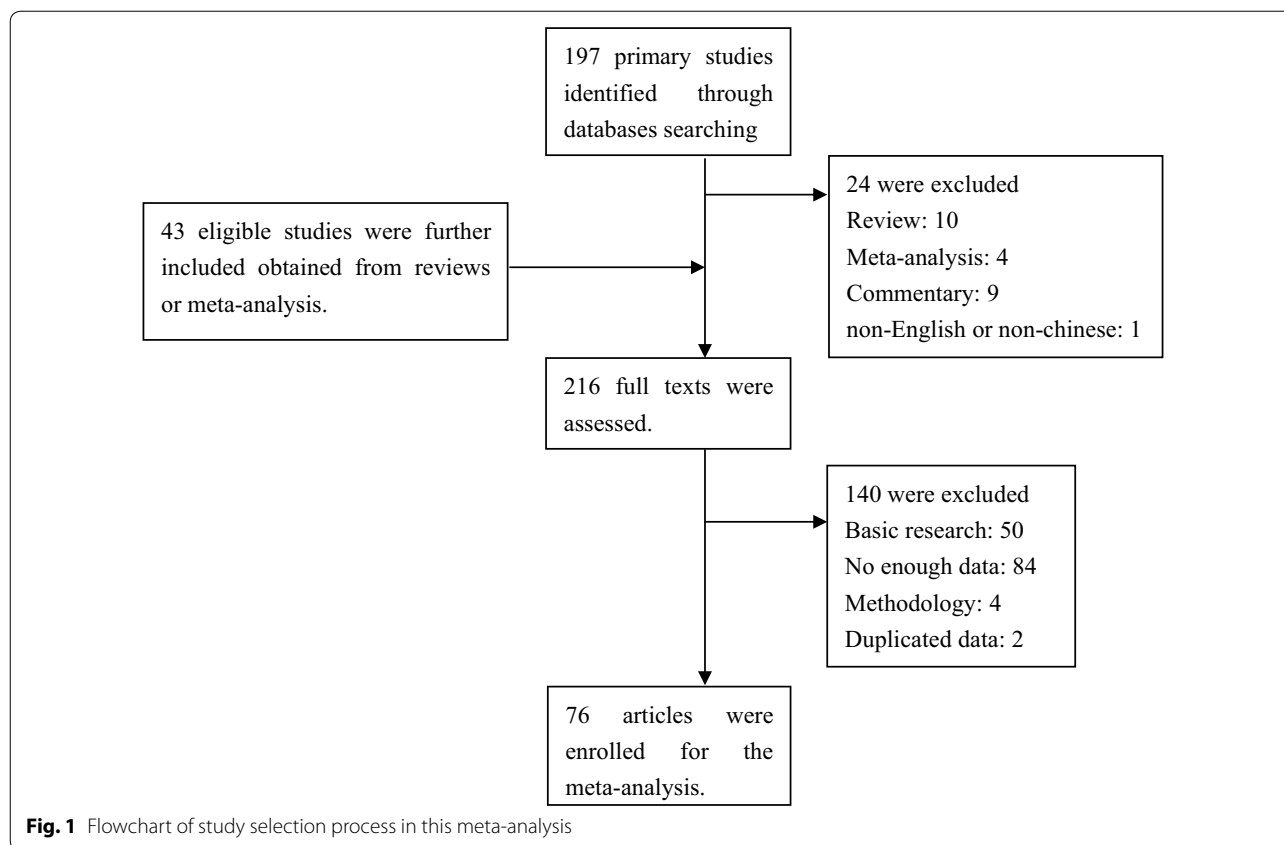 197 primary studies
identified through
databases searching
24 were excluded
Review: 10
Meta-analysis: 4
Commentary: 9
non-English or non-chinese: 1
43 eligible studies were further
included obtained from reviews
or meta-analysis.
216 full texts were
assessed.
140 were excluded
Basic research: 50
No enough data: 84
Methodology: 4
Duplicated data: 2
76 articles were
enrolled for the
meta-analysis.
Fig. 1 Flowchart of study selection process in this meta-analysis